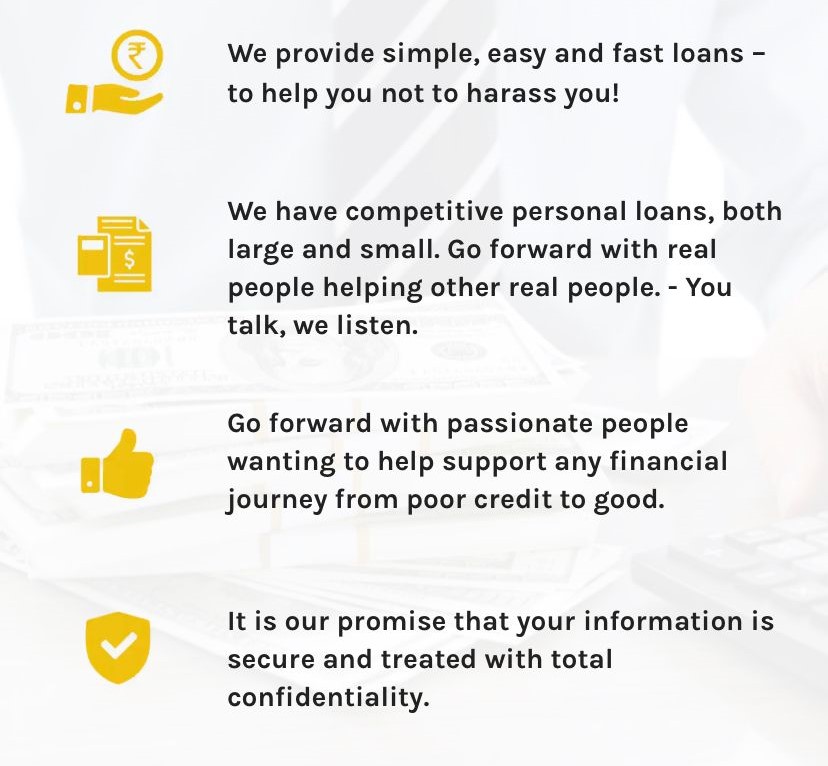 ₹
We provide simple, easy and fast loans –
to help you not to harass you!
We have competitive personal loans, both
large and small. Go forward with real
$
people helping other real people. - You
talk, we listen.
Go forward with passionate people
wanting to help support any financial
journey from poor credit to good.
It is our promise that your information is
secure and treated with total
confidentiality.